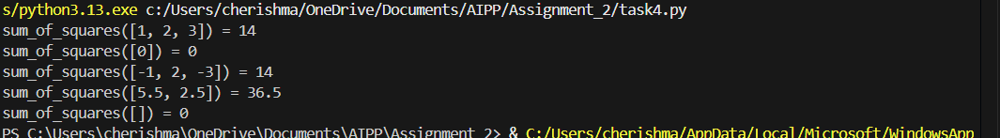 s/python3.13.exe c:/Users/cherishma/OneDrive/Documents/AIPP/Assignment_2/task4.py
sum_of_squares([1, 2, 3]) = 14
sum_of_squares([0]) = 0
sum_of_squares([-1, 2, -3]) = 14
sum_of_squares([5.5, 2.5]) = 36.5
sum_of_squares([]) = 0
PS C:\Users\cherishma\OneDrive\Documents\AIPP\Assignment_2> & C:/Users/cherishma/AppData/Local/Microsoft/WindowsApp